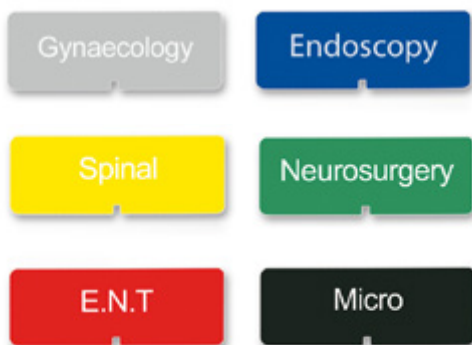 Gynaecology
Endoscopy
Spinal
Neurosurgery
E.N.T
Micro